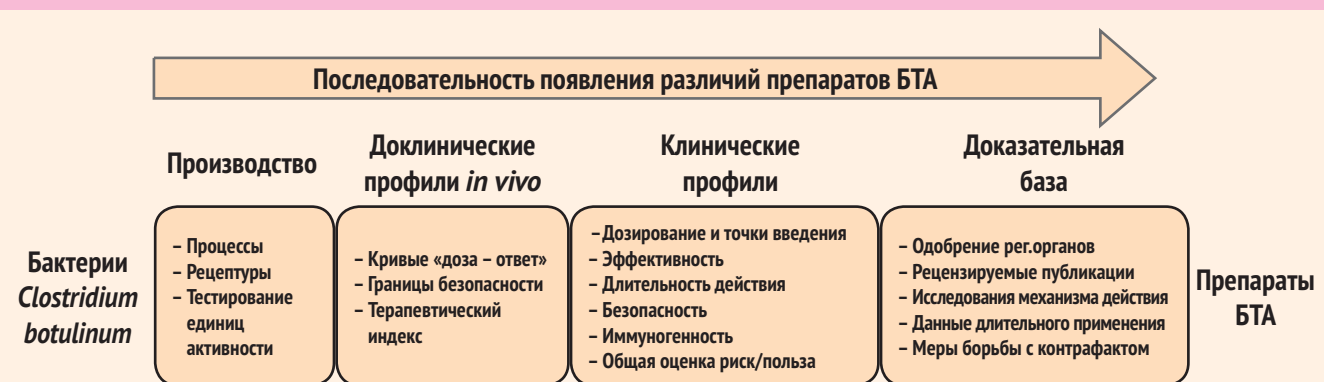 Последовательность появления различий препаратов БТА
Производство
Доклинические
профили in vivo
Клинические
профили
Доказательная
база
Бактерии
Clostridium
botulinum
– Процессы
– Рецептуры
– Тестирование
единиц
активности
– Кривые «доза – ответ»
– Границы безопасности
– Терапевтический
индекс
–Дозирование и точки введения
– Эффективность
– Длительность действия
– Безопасность
– Иммуногенность
– Общая оценка риск/польза
– Одобрение рег.органов
– Рецензируемые публикации
– Исследования механизма действия
– Данные длительного применения
– Меры борьбы с контрафактом
Препараты
БТА